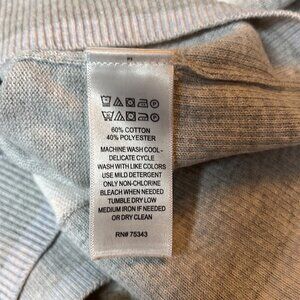 60% COTTON
40% POLYESTER
MACHINE WASH COOL -
DELICATE CYCLE
WASH WITH LIKE COLORS
USE MILD DETERGENT
ONLY NON-CHLORINE
BLEACH WHEN NEEDED
TUMBLE DRY LOW
MEDIUM IRON IF NEEDED
OR DRY CLEAN
RN# 75343